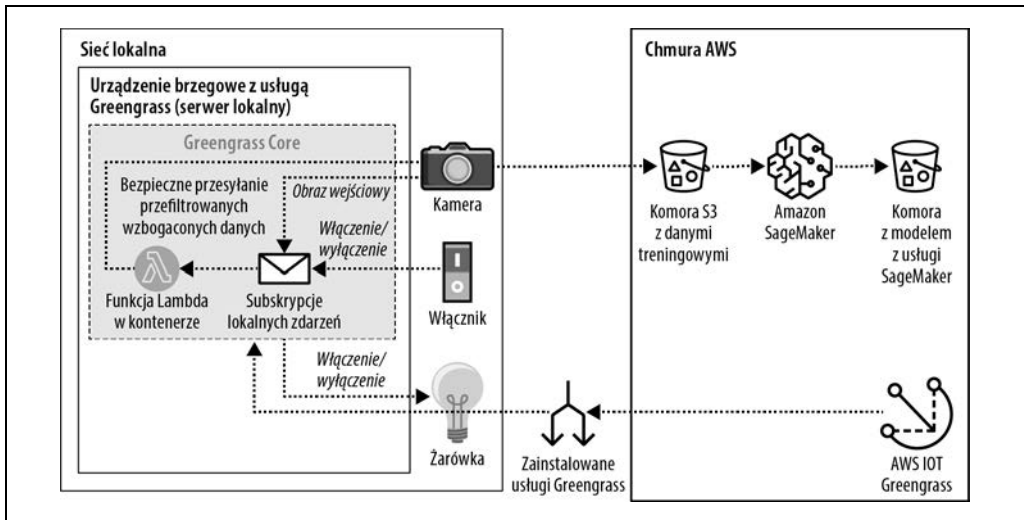 Sieć lokalna
Urządzenie brzegowe z usługą
Greengrass (serwer lokalny)
Greengrass Core
Bezpieczne przesyłanie
przefiltrowanych
wzbogaconych danych
Obraz wejściowy
Włączenie/
wyłączenie
Kamera
Funkcja Lambda
w kontenerze
Subskrypcje
lokalnych zdarzeń
Włącznik
Włączenie/
wyłączenie
Żarówka
Zainstalowane
usługi Greengrass
Chmura AWS
Komora S3
z danymi
treningowymi
Amazon
SageMaker
Komora
z modelem
z usługi
SageMaker
AWS IOT
Greengrass